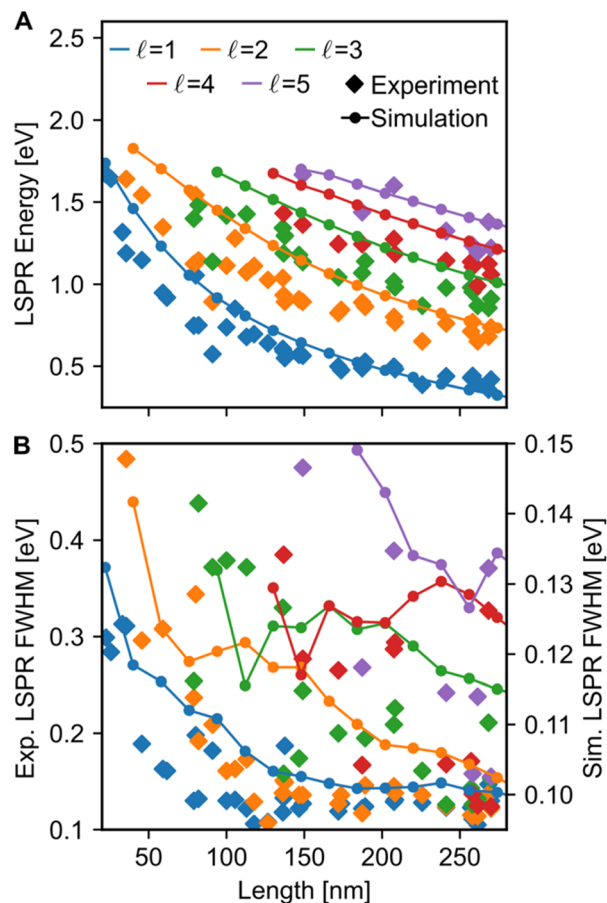 A
ℓ=1 ℓ=2 ℓ=3
ℓ=4 ℓ=5
Experiment
Simulation
LSPR Energy [eV]
2.5
2.0
1.5
1.0
0.5
B
Exp. LSPR FWHM [eV]
0.5
0.4
0.3
0.2
0.1
0.15
0.14
0.13
0.12
0.11
0.10
Sim. LSPR FWHM [eV]
50 100 150 200 250
Length [nm]